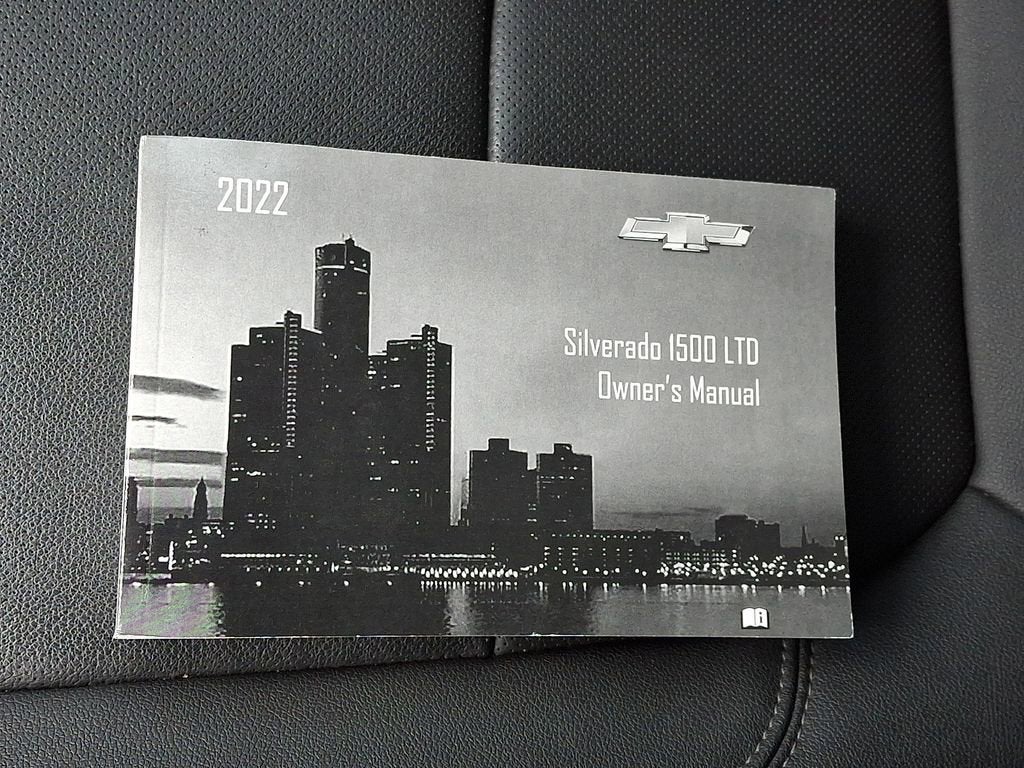 2022
Silverado 1500 LTD
Owner's Manual
i